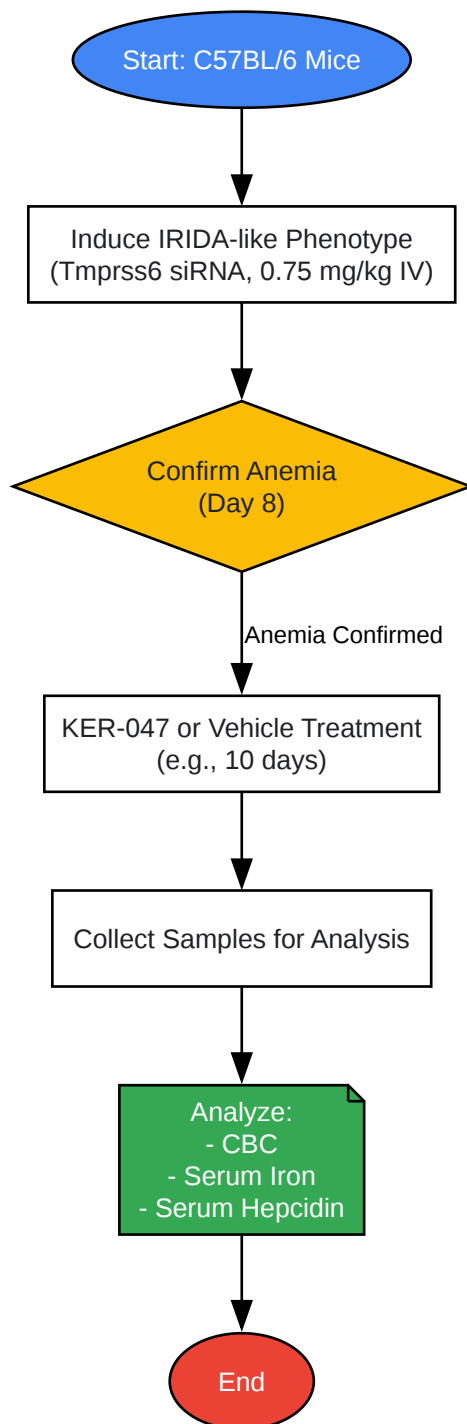 Start: C57BL/6 Mice
Induce IRIDA-like Phenotype
(Tmprss6 siRNA, 0.75 mg/kg IV)
Confirm Anemia
(Day 8)
Anemia Confirmed
KER-047 or Vehicle Treatment
(e.g., 10 days)
Collect Samples for Analysis
Analyze:
- CBC
- Serum Iron
- Serum Hepcidin
End